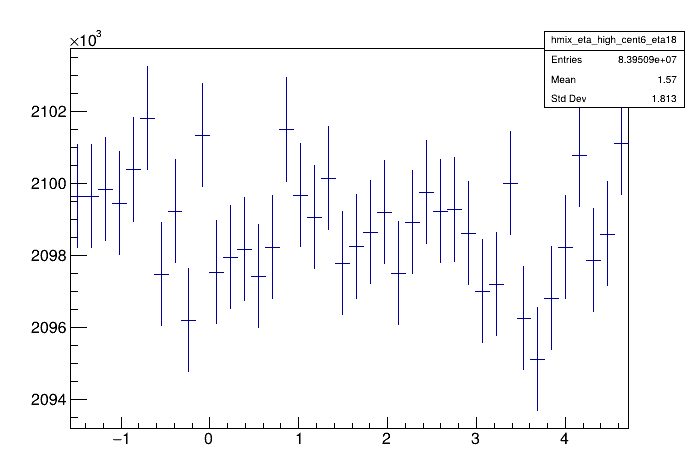 ×10³
hmix_eta_high_cent6_eta18
Entries 8.39509e+07
Mean 1.57
Std Dev 1.813
2102
2100
2098
2096
2094
−1 0 1 2 3 4